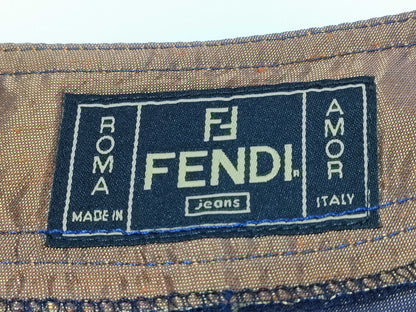 ROMA
MADE IN
FF
FENDI®
jeans
AMOR
ITALY